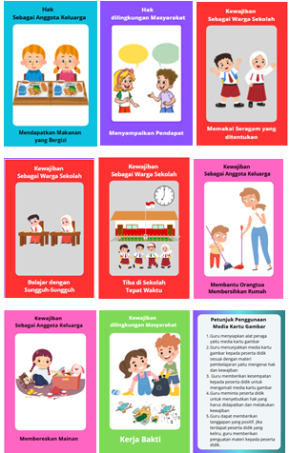 Hak
Sebagai Anggota Keluarga
Mendapatkan Makanan
yang Bergizi
Hak
dilingkungan Masyarakat
Menyampaikan Pendapat
Kewajiban
Sebagai Warga Sekolah
Memakai Seragam yang
ditentukan
Kewajiban
Sebagai Warga Sekolah
Belajar dengan
Sungguh-Sungguh
Kewajiban
Sebagai Warga Sekolah
Tiba di Sekolah
Tepat Waktu
Kewajiban
Sebagai Anggota Keluarga
Membantu Orangtua
Membersihkan Rumah
Kewajiban
Sebagai Anggota Keluarga
Membereskan Mainan
Kewajiban
dilingkungan Masyarakat
Kerja Bakti
Petunjuk Penggunaan
Media Kartu Gambar
1. Guru menyiapkan alat peraga
yaitu media kartu gambar
2. Guru menunjukkan media kartu
gambar kepada peserta didik
sesuai dengan materi
pembelajaran yaitu mengenai hak
dan kewajiban
3. Guru memberikan kesempatan
kepada peserta didik untuk
mengamati media kartu gambar
4. Guru meminta peserta didik
untuk menyebutkan hak yang
harus didapatkan dan melakukan
kewajiban
5. Guru dapat memberikan
tanggapan yang positif, jika
terdapat peserta didik yang
keliru, guru memberikan
penguatan materi kepada peserta
didik.